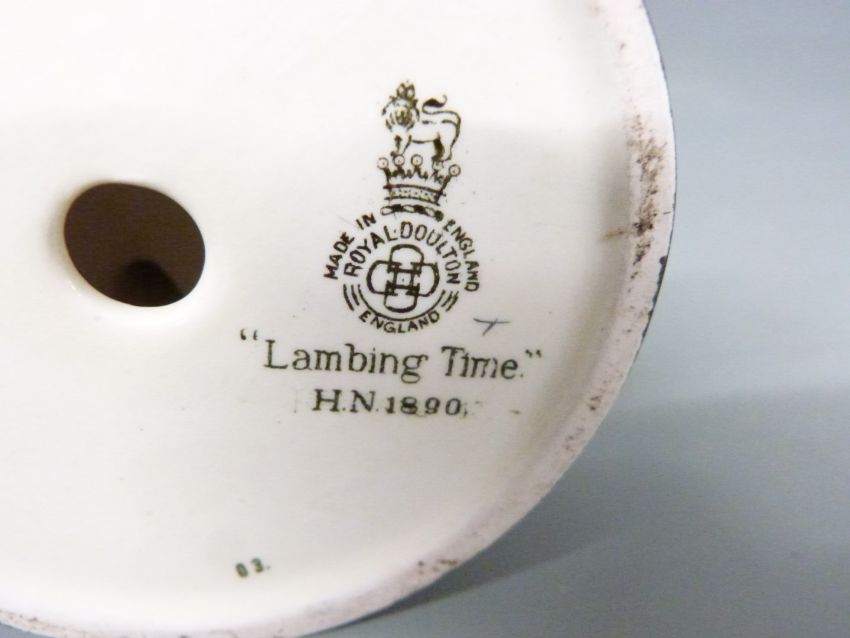 MADE IN ENGLAND
ROYAL·DOULTON
ENGLAND
"Lambing Time."
H.N.1890.
03.